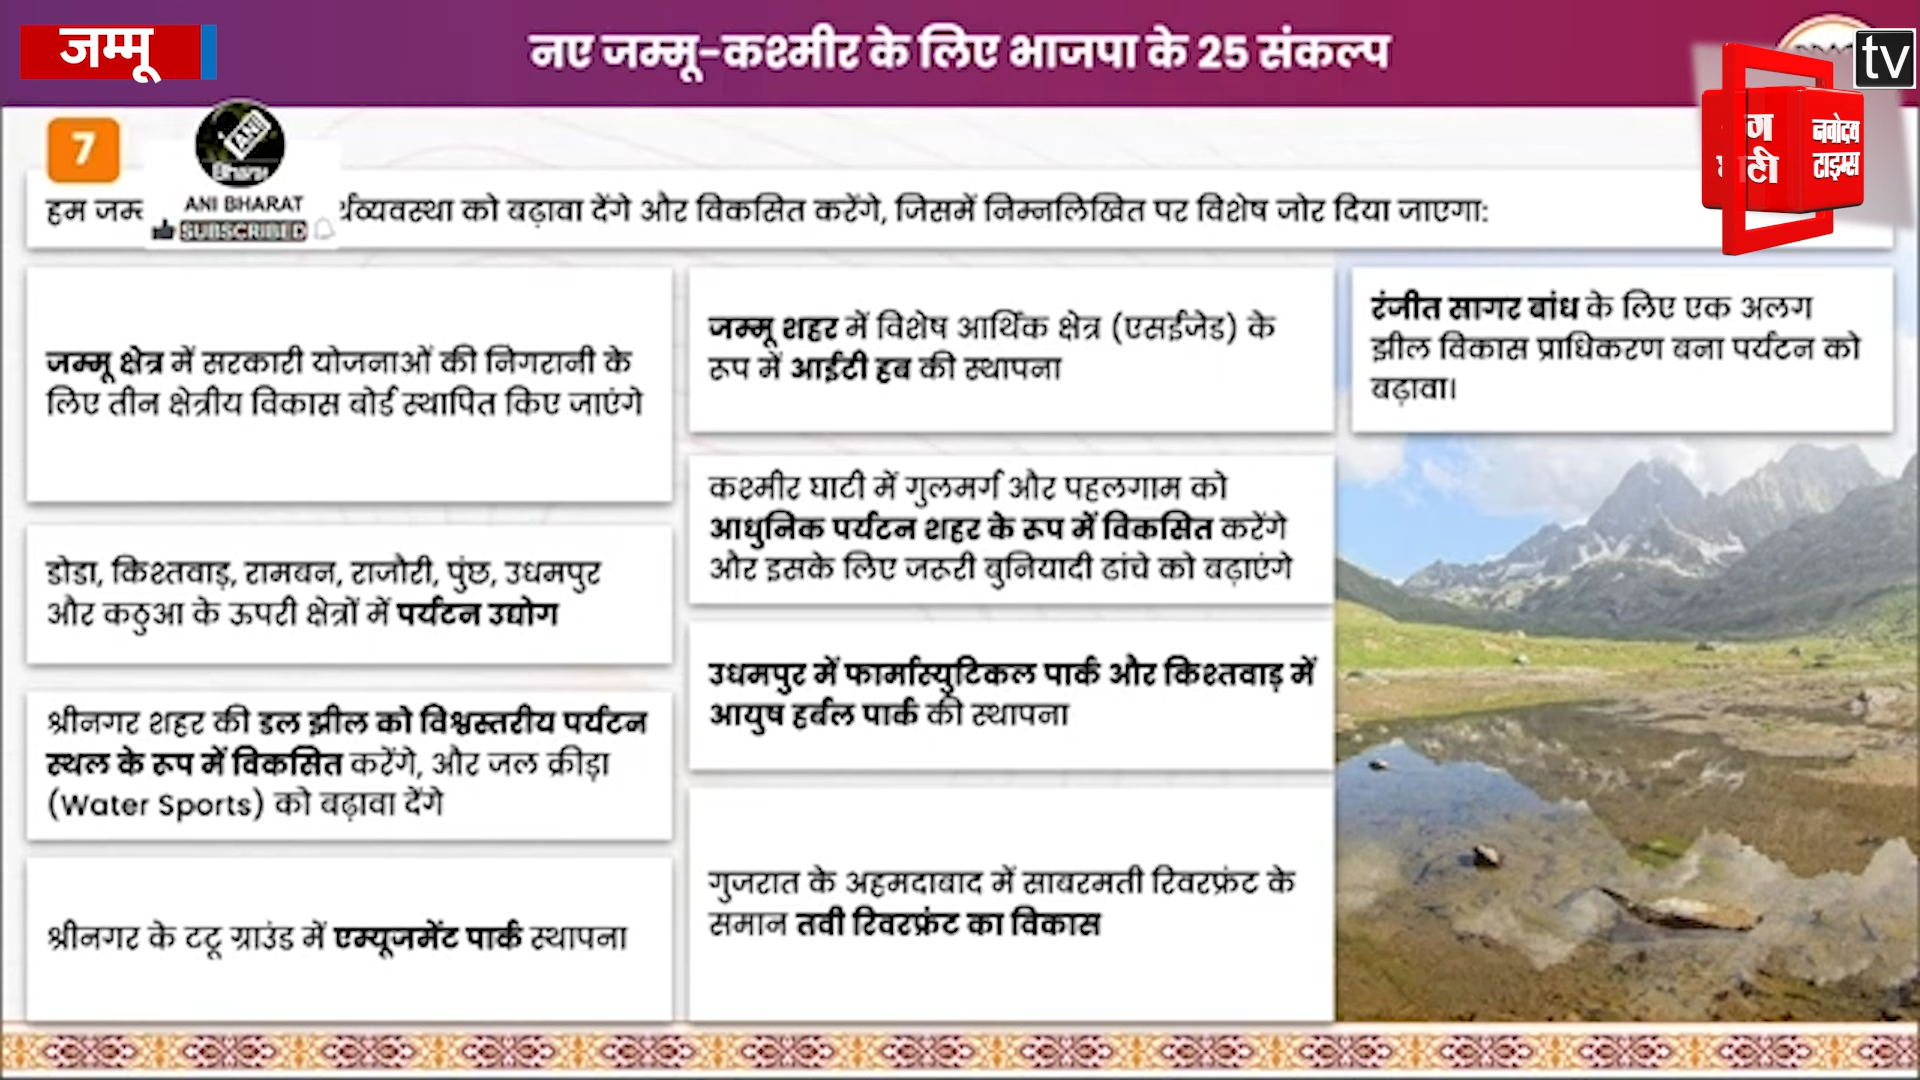 जम्मू
नए जम्मू-कश्मीर के लिए भाजपा के 25 संकल्प
tv
नवोदय
टाइम्स
7
ANI
Bharat
ANI BHARAT
SUBSCRIBED
हम को बढ़ावा देंगे और विकसित करेंगे, जिसमें निम्नलिखित पर विशेष जोर दिया जाएगा:
जम्मू क्षेत्र में सरकारी योजनाओं की निगरानी के
लिए तीन क्षेत्रीय विकास बोर्ड स्थापित किए जाएंगे
डोडा, किश्तवाड़, रामबन, राजौरी, पुंछ, उधमपुर
और कठुआ के ऊपरी क्षेत्रों में पर्यटन उद्योग
श्रीनगर शहर की डल झील को विश्वस्तरीय पर्यटन
स्थल के रूप में विकसित करेंगे, और जल क्रीड़ा
(Water Sports) को बढ़ावा देंगे
श्रीनगर के टटू ग्राउंड में एम्यूजमेंट पार्क स्थापना
जम्मू शहर में विशेष आर्थिक क्षेत्र (एसईजेड) के
रूप में आईटी हब की स्थापना
कश्मीर घाटी में गुलमर्ग और पहलगाम को
आधुनिक पर्यटन शहर के रूप में विकसित करेंगे
और इसके लिए जरूरी बुनियादी ढांचे को बढ़ाएंगे
उधमपुर में फार्मास्युटिकल पार्क और किश्तवाड़ में
आयुष हर्बल पार्क की स्थापना
गुजरात के अहमदाबाद में साबरमती रिवरफ्रंट के
समान तवी रिवरफ्रंट का विकास
रंजीत सागर बांध के लिए एक अलग
झील विकास प्राधिकरण बना पर्यटन को
बढ़ावा।